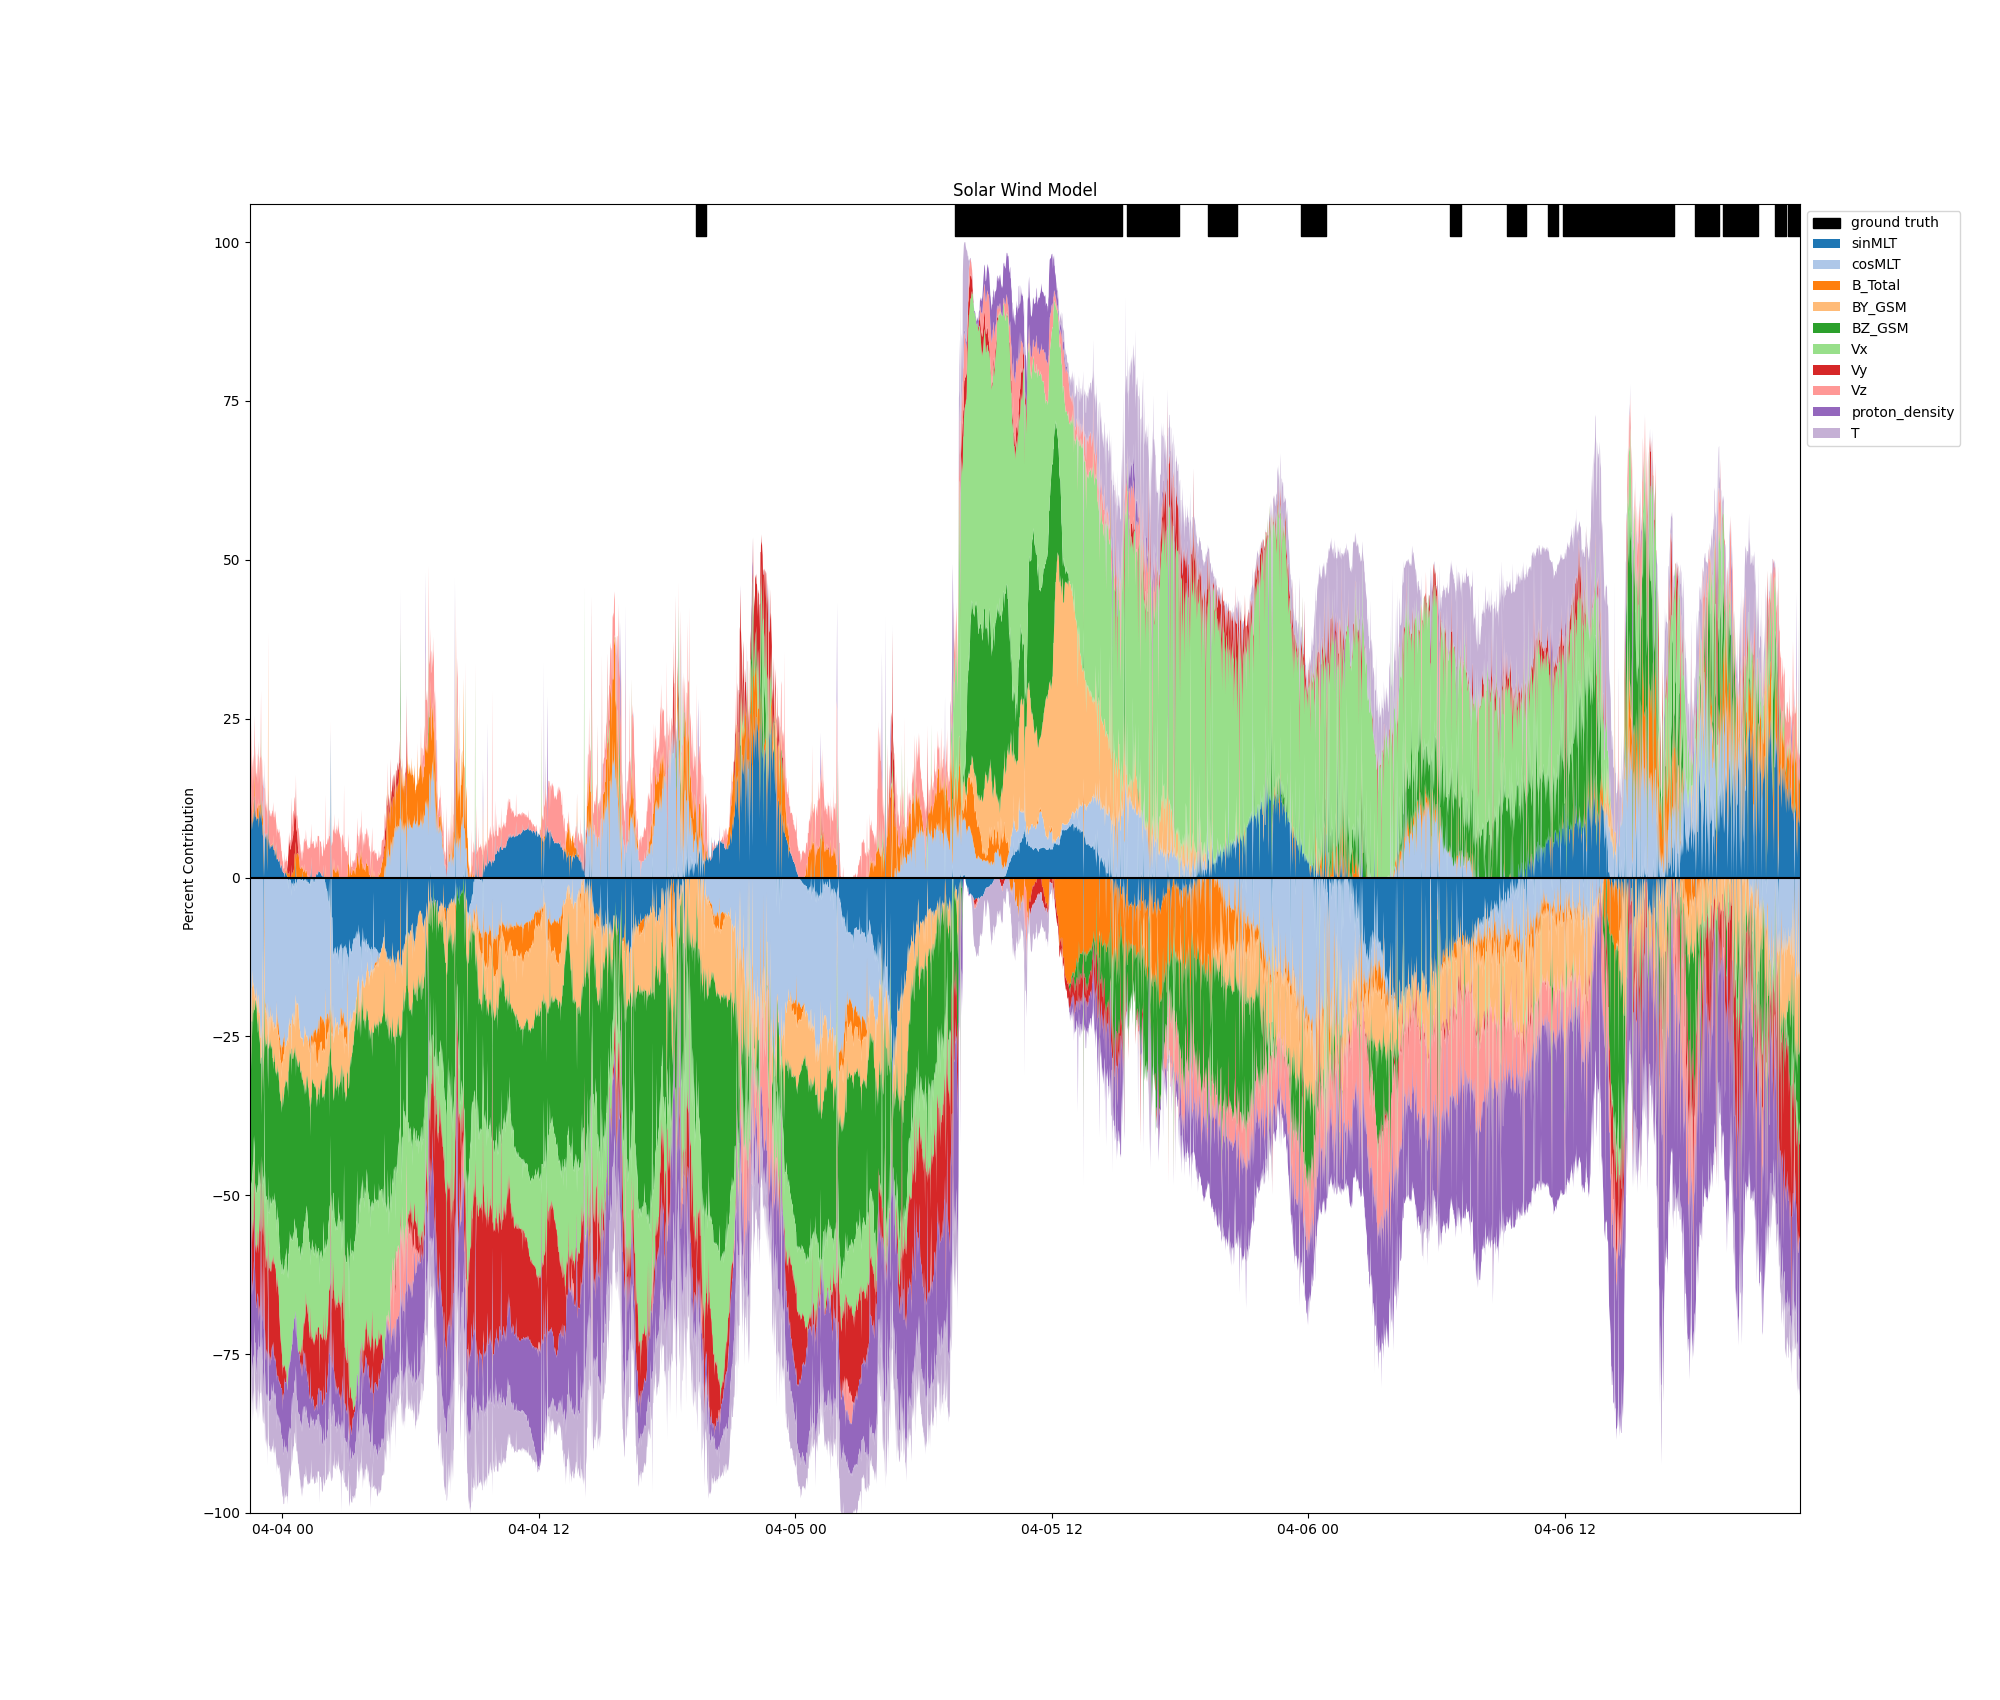 Solar Wind Model
100
75
50
25
0
−25
−50
−75
−100
Percent Contribution
04-04 00
04-04 12
04-05 00
04-05 12
04-06 00
04-06 12
ground truth
sinMLT
cosMLT
B_Total
BY_GSM
BZ_GSM
Vx
Vy
Vz
proton_density
T